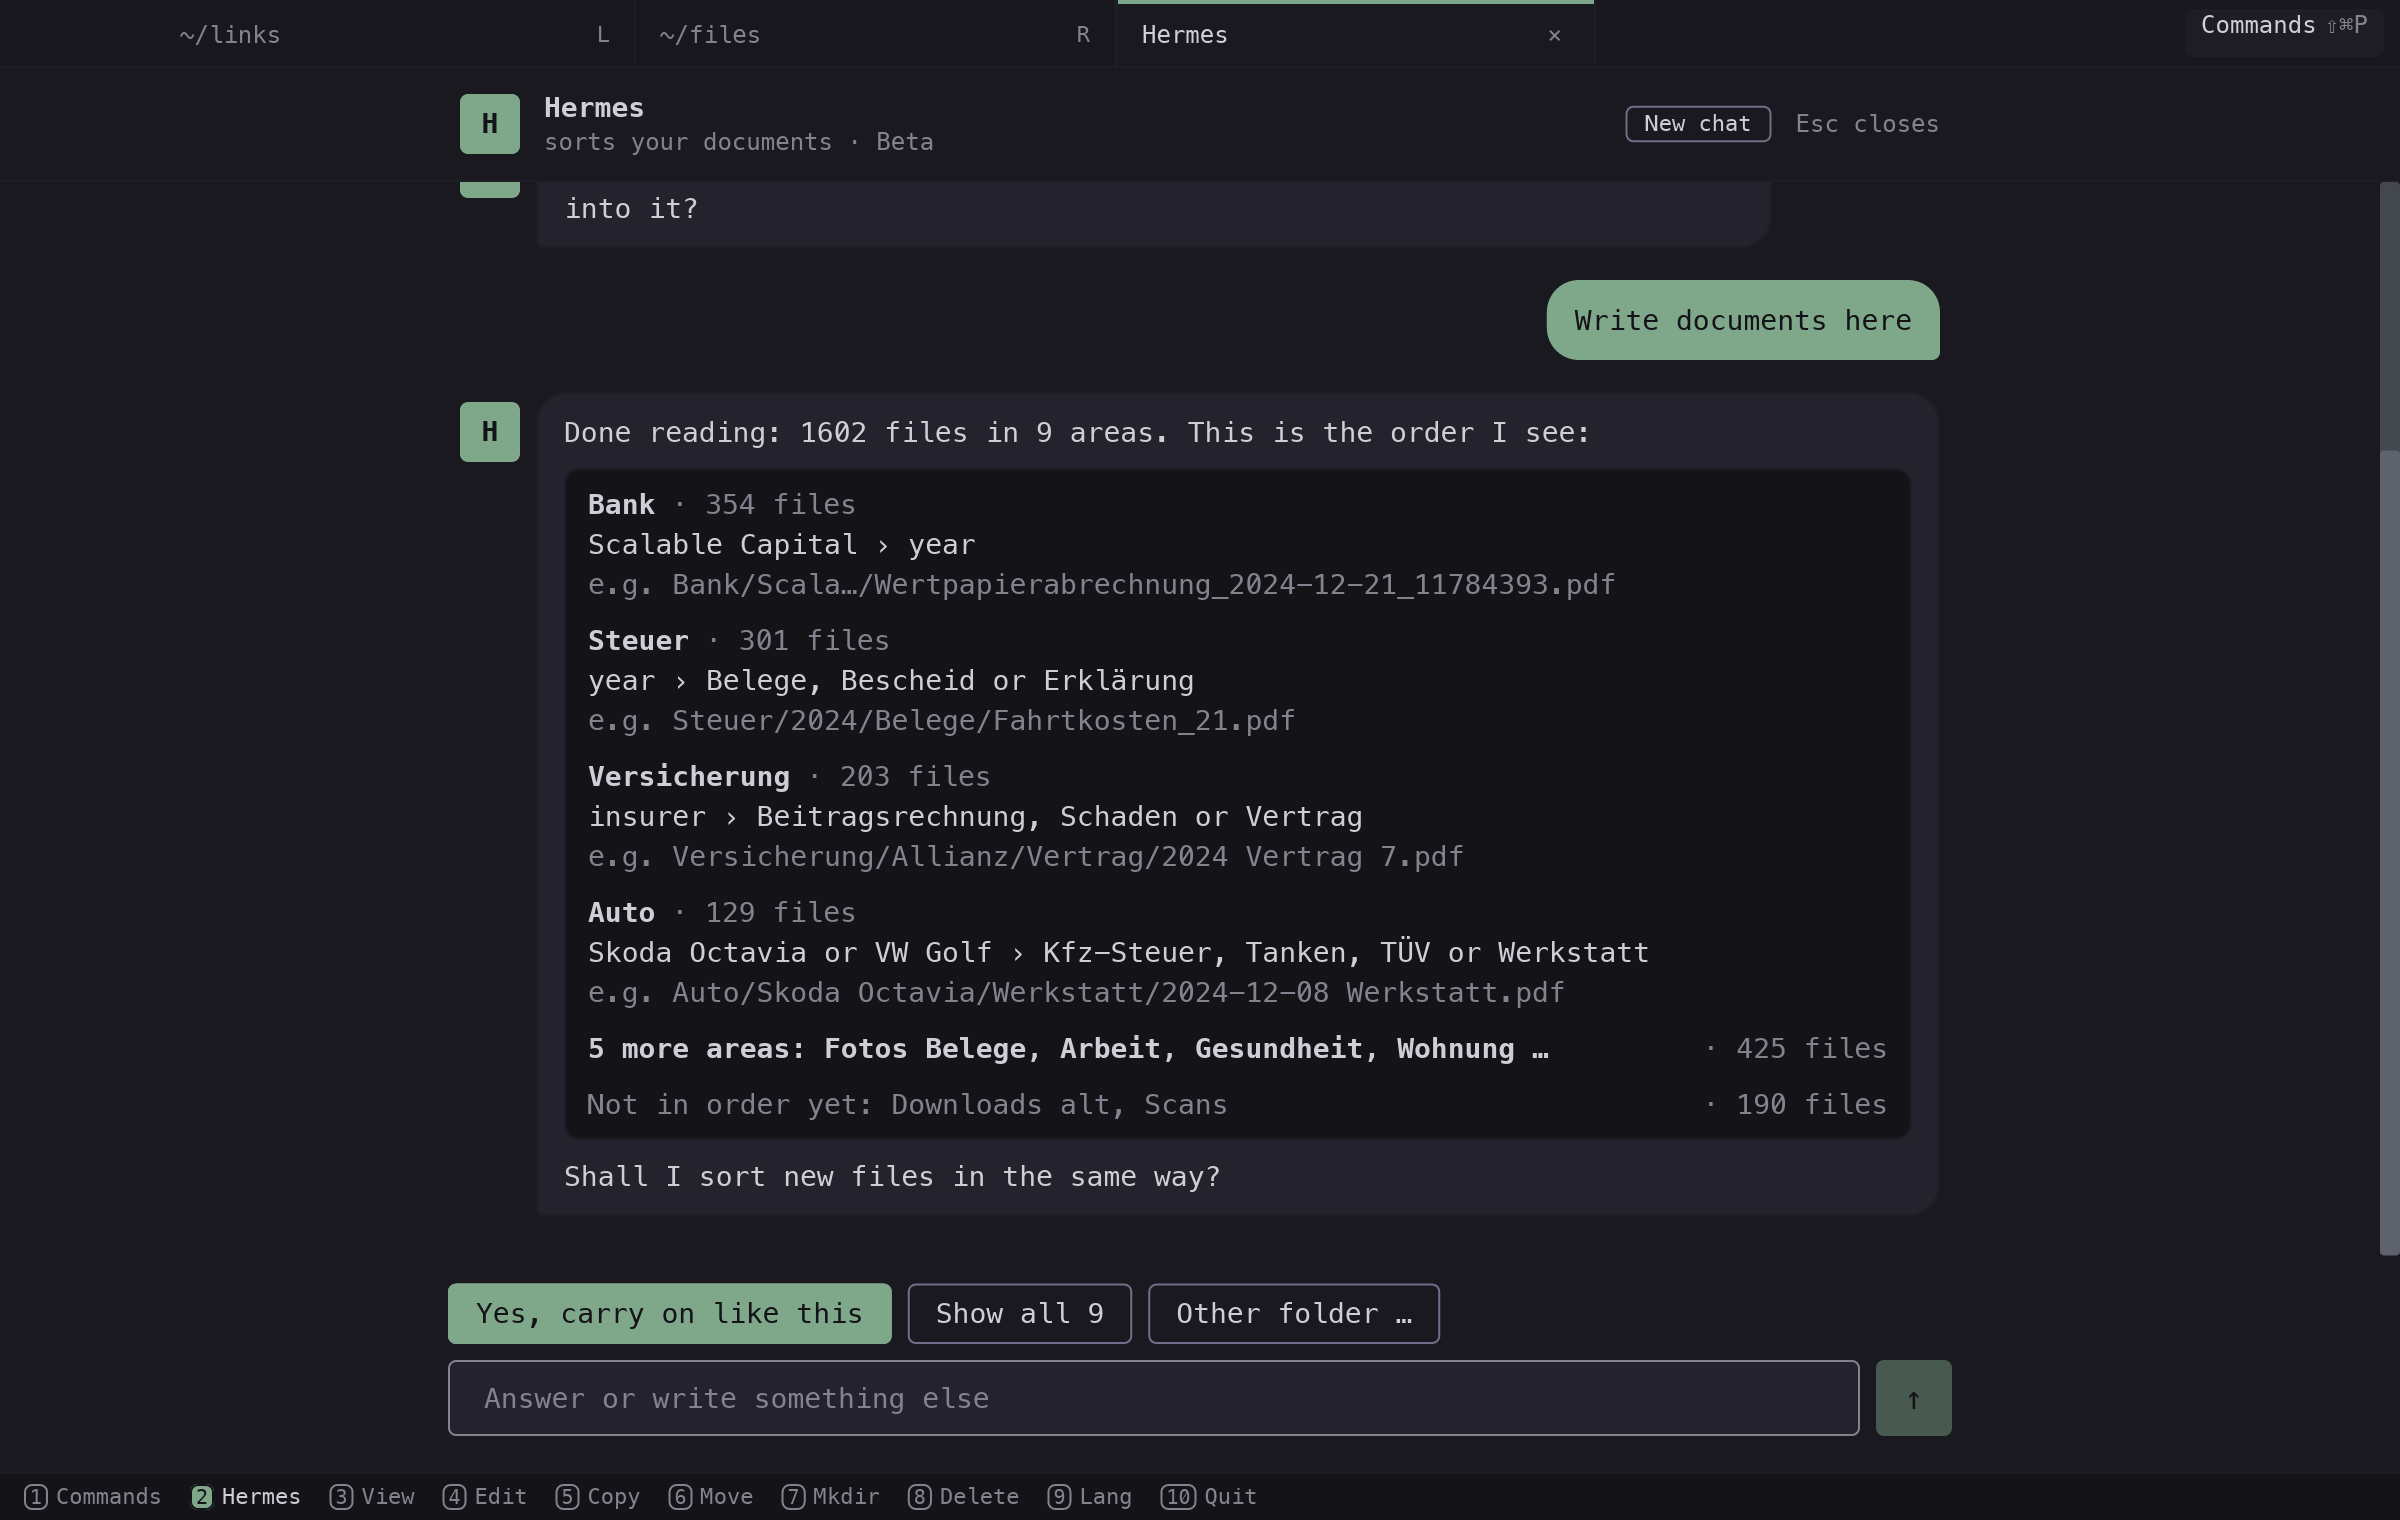 ~/links L ~/files R Hermes × Commands ⇧⌘P
H Hermes
sorts your documents · Beta
New chat Esc closes
into it?
Write documents here
H
Done reading: 1602 files in 9 areas. This is the order I see:
Bank · 354 files
Scalable Capital › year
e.g. Bank/Scala…/Wertpapierabrechnung_2024-12-21_11784393.pdf
Steuer · 301 files
year › Belege, Bescheid or Erklärung
e.g. Steuer/2024/Belege/Fahrtkosten_21.pdf
Versicherung · 203 files
insurer › Beitragsrechnung, Schaden or Vertrag
e.g. Versicherung/Allianz/Vertrag/2024 Vertrag 7.pdf
Auto · 129 files
Skoda Octavia or VW Golf › Kfz-Steuer, Tanken, TÜV or Werkstatt
e.g. Auto/Skoda Octavia/Werkstatt/2024-12-08 Werkstatt.pdf
5 more areas: Fotos Belege, Arbeit, Gesundheit, Wohnung … · 425 files
Not in order yet: Downloads alt, Scans · 190 files
Shall I sort new files in the same way?
Yes, carry on like this Show all 9 Other folder …
Answer or write something else ↑
1 Commands 2 Hermes 3 View 4 Edit 5 Copy 6 Move 7 Mkdir 8 Delete 9 Lang 10 Quit